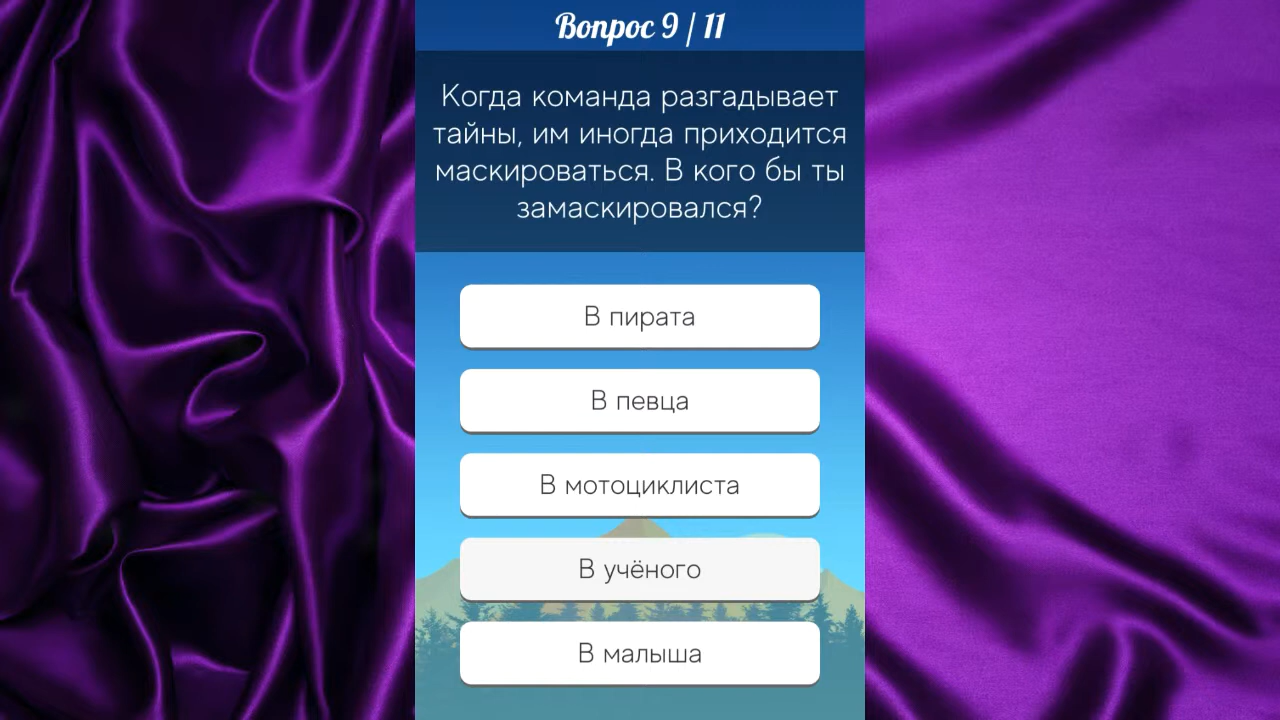 Вопрос 9 / 11
Когда команда разгадывает
тайны, им иногда приходится
маскироваться. В кого бы ты
замаскировался?
В пирата
В певца
В мотоциклиста
В учёного
В малыша